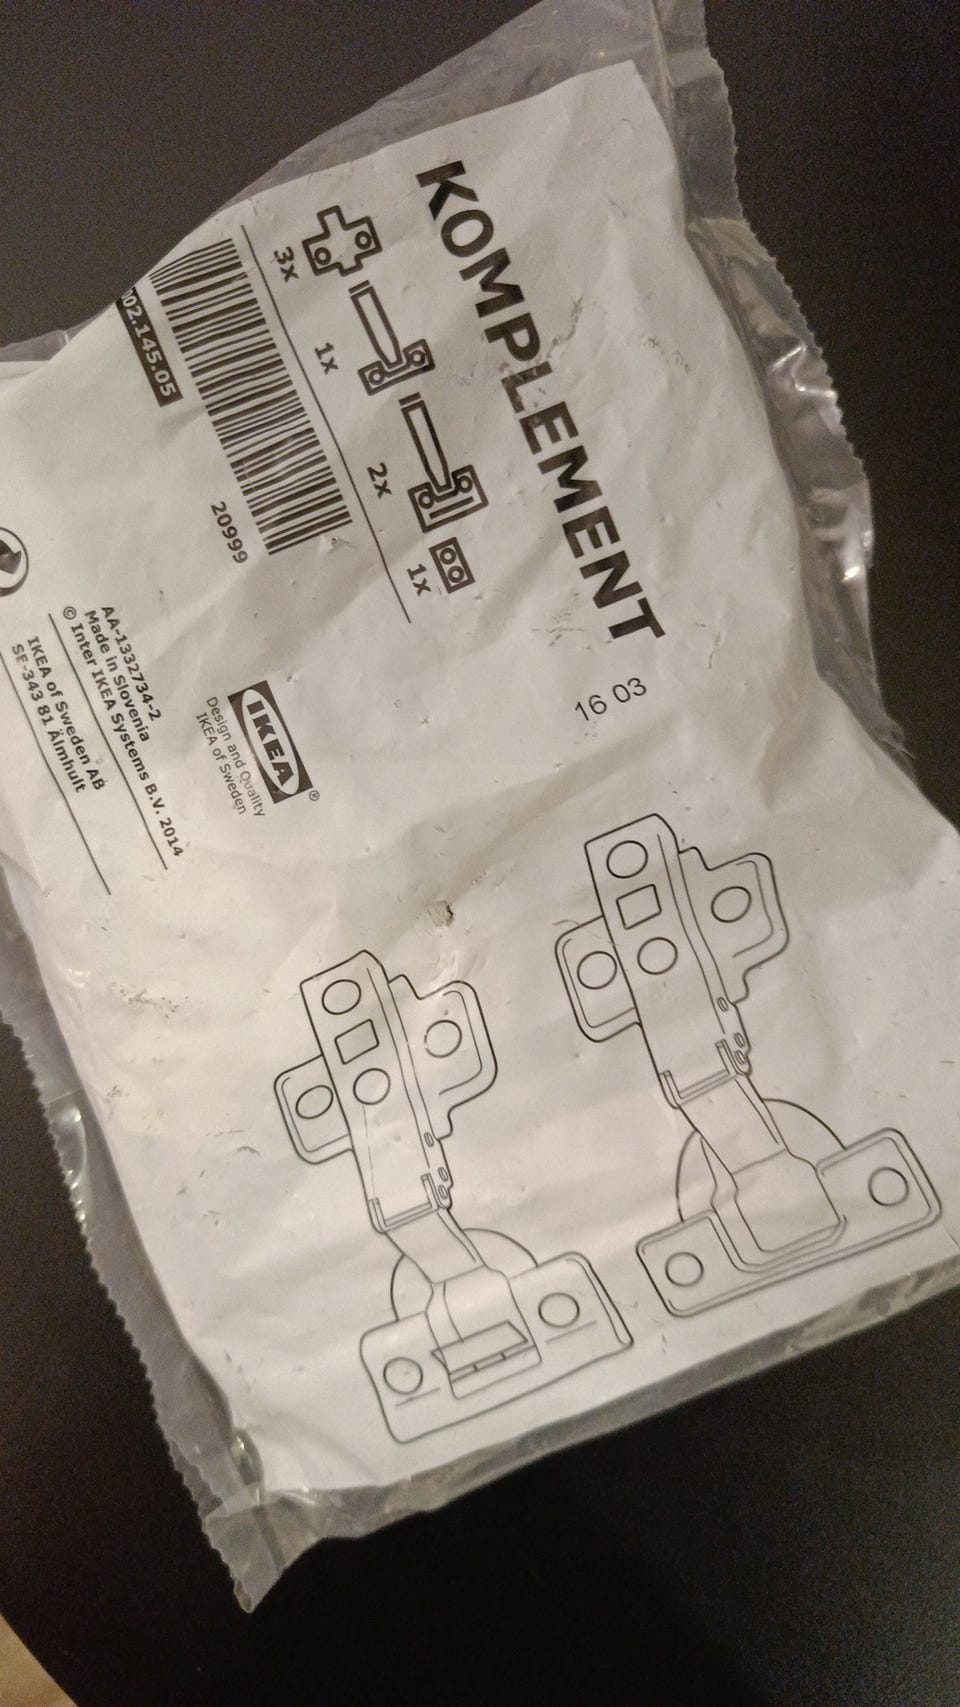 KOMPLEMENT
16 03
3x
1x
2x
1x
002.145.05
20999
IKEA®
Design and Quality
IKEA of Sweden
AA-1332734-2
Made in Slovenia
© Inter IKEA Systems B.V. 2014
IKEA of Sweden AB
SE-343 81 Älmhult